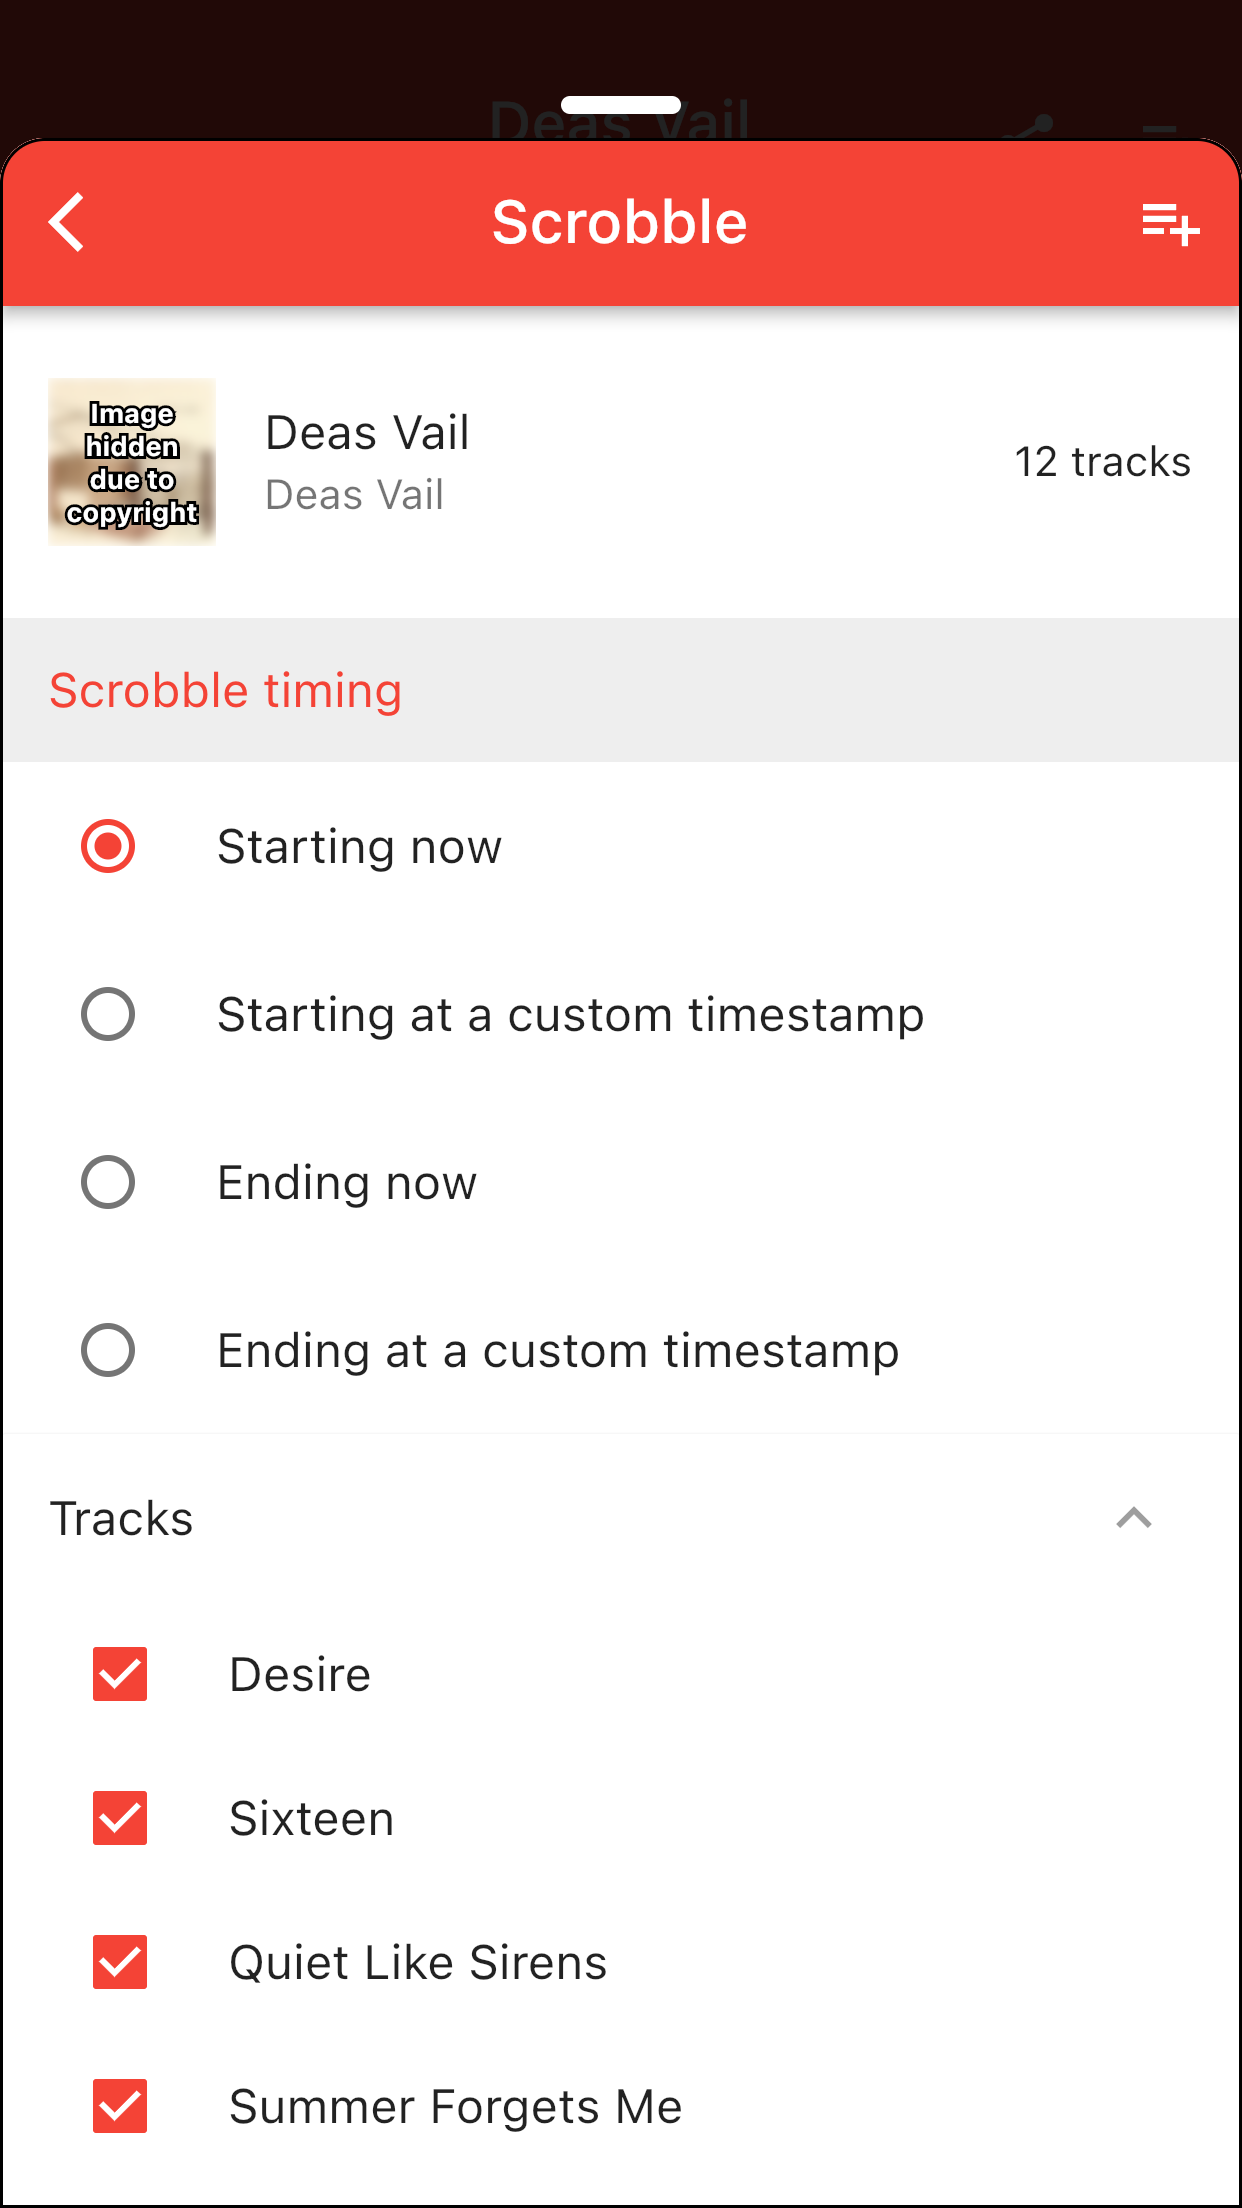 Deas Vail
Scrobble
Image
hidden
due to
copyright
Deas Vail
Deas Vail
12 tracks
Scrobble timing
Starting now
Starting at a custom timestamp
Ending now
Ending at a custom timestamp
Tracks
Desire
Sixteen
Quiet Like Sirens
Summer Forgets Me